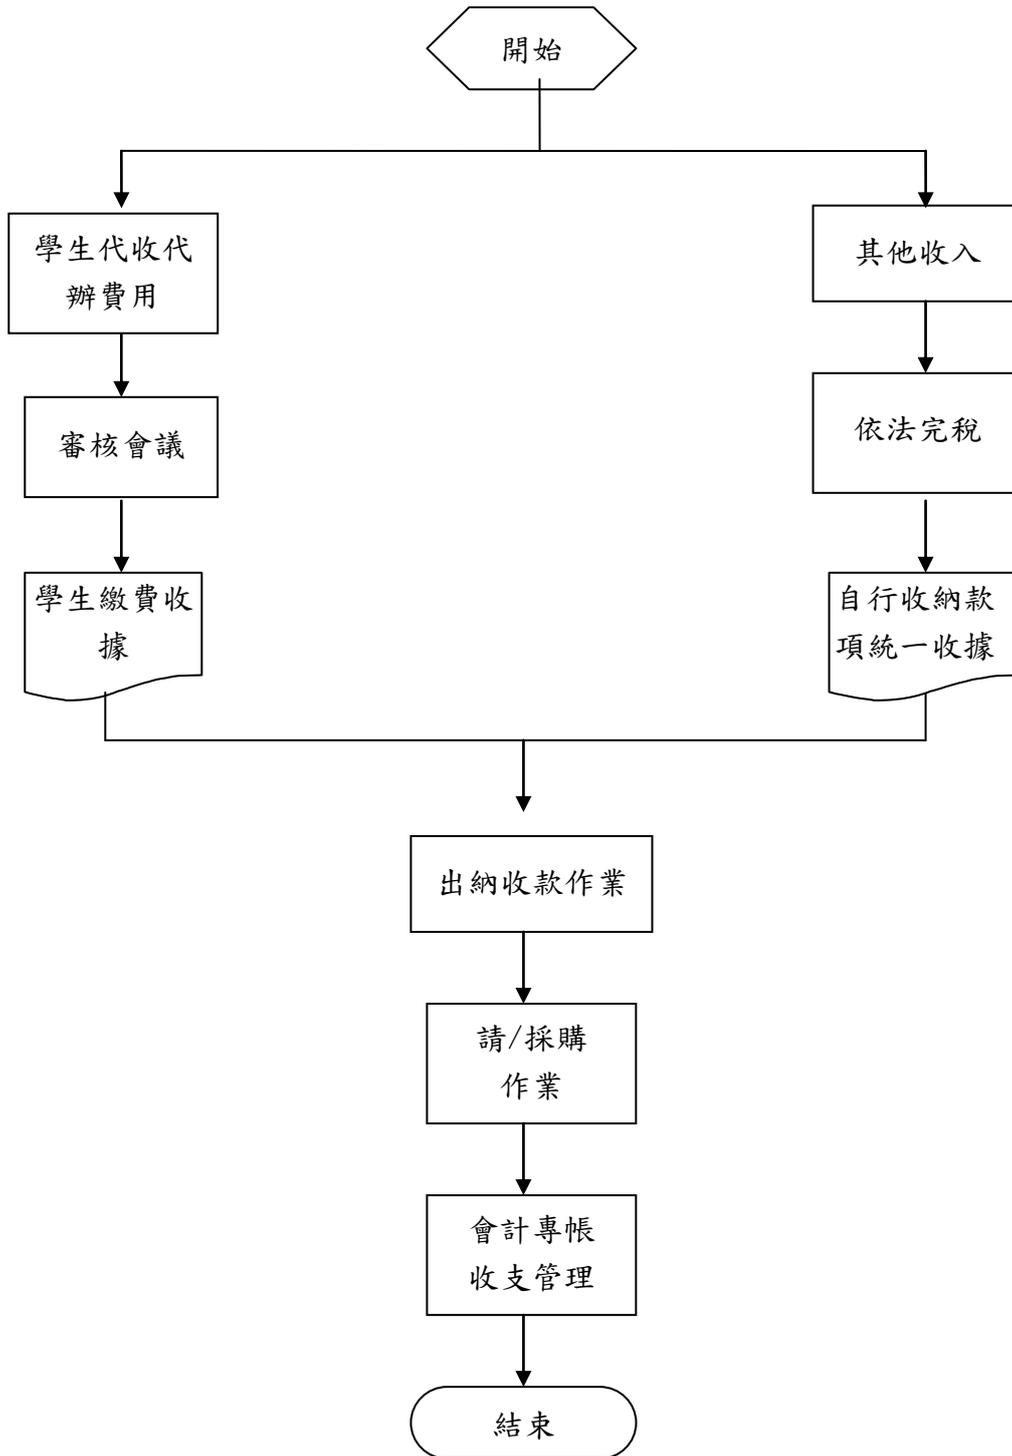 開始
學生代收代
辦費用
其他收入
審核會議
依法完稅
學生繳費收
據
自行收納款
項統一收據
出納收款作業
請/採購
作業
會計專帳
收支管理
結束